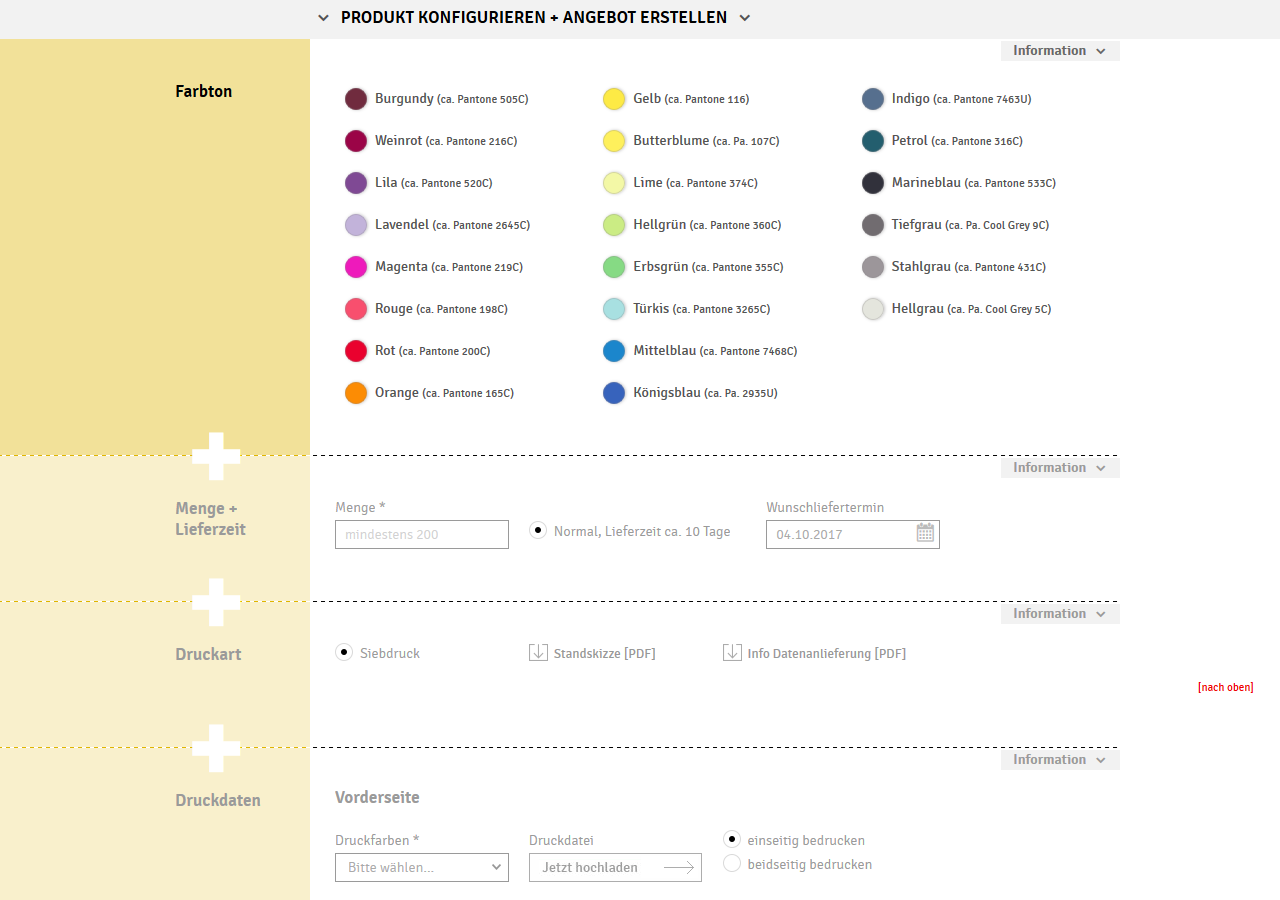 PRODUKT KONFIGURIEREN + ANGEBOT ERSTELLEN
Information
Farbton
Burgundy (ca. Pantone 505C)
Gelb (ca. Pantone 116)
Indigo (ca. Pantone 7463U)
Weinrot (ca. Pantone 216C)
Butterblume (ca. Pa. 107C)
Petrol (ca. Pantone 316C)
Lila (ca. Pantone 520C)
Lime (ca. Pantone 374C)
Marineblau (ca. Pantone 533C)
Lavendel (ca. Pantone 2645C)
Hellgrün (ca. Pantone 360C)
Tiefgrau (ca. Pa. Cool Grey 9C)
Magenta (ca. Pantone 219C)
Erbsgrün (ca. Pantone 355C)
Stahlgrau (ca. Pantone 431C)
Rouge (ca. Pantone 198C)
Türkis (ca. Pantone 3265C)
Hellgrau (ca. Pa. Cool Grey 5C)
Rot (ca. Pantone 200C)
Mittelblau (ca. Pantone 7468C)
Orange (ca. Pantone 165C)
Königsblau (ca. Pa. 2935U)
Information
Menge +
Lieferzeit
Menge *
mindestens 200
Normal, Lieferzeit ca. 10 Tage
Wunschliefertermin
04.10.2017
Information
Druckart
Siebdruck
Standskizze [PDF]
Info Datenanlieferung [PDF]
[nach oben]
Information
Druckdaten
Vorderseite
Druckfarben *
Bitte wählen...
Druckdatei
Jetzt hochladen
einseitig bedrucken
beidseitig bedrucken